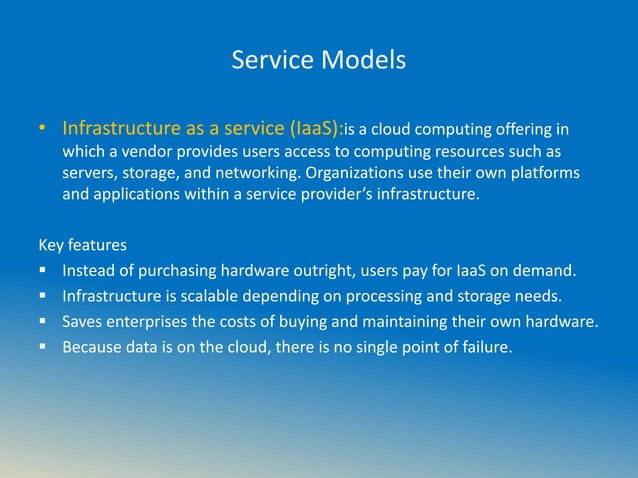 Service Models
• Infrastructure as a service (IaaS):is a cloud computing offering in
which a vendor provides users access to computing resources such as
servers, storage, and networking. Organizations use their own platforms
and applications within a service provider’s infrastructure.
Key features
▪ Instead of purchasing hardware outright, users pay for IaaS on demand.
▪ Infrastructure is scalable depending on processing and storage needs.
▪ Saves enterprises the costs of buying and maintaining their own hardware.
▪ Because data is on the cloud, there is no single point of failure.